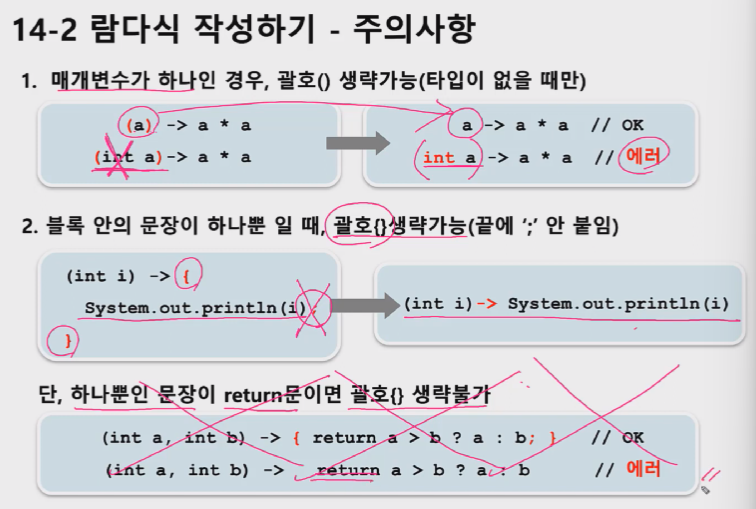 14-2 람다식 작성하기 - 주의사항
1. 매개변수가 하나인 경우, 괄호() 생략가능(타입이 없을 때만)
(a) -> a * a
(int a) -> a * a
a -> a * a // OK
int a -> a * a // 에러
2. 블록 안의 문장이 하나뿐 일 때, 괄호{}생략가능(끝에 ';' 안 붙임)
(int i) -> {
System.out.println(i);
}
(int i)-> System.out.println(i)
단, 하나뿐인 문장이 return문이면 괄호{} 생략불가
(int a, int b) -> { return a > b ? a : b; } // OK
(int a, int b) -> return a > b ? a : b // 에러